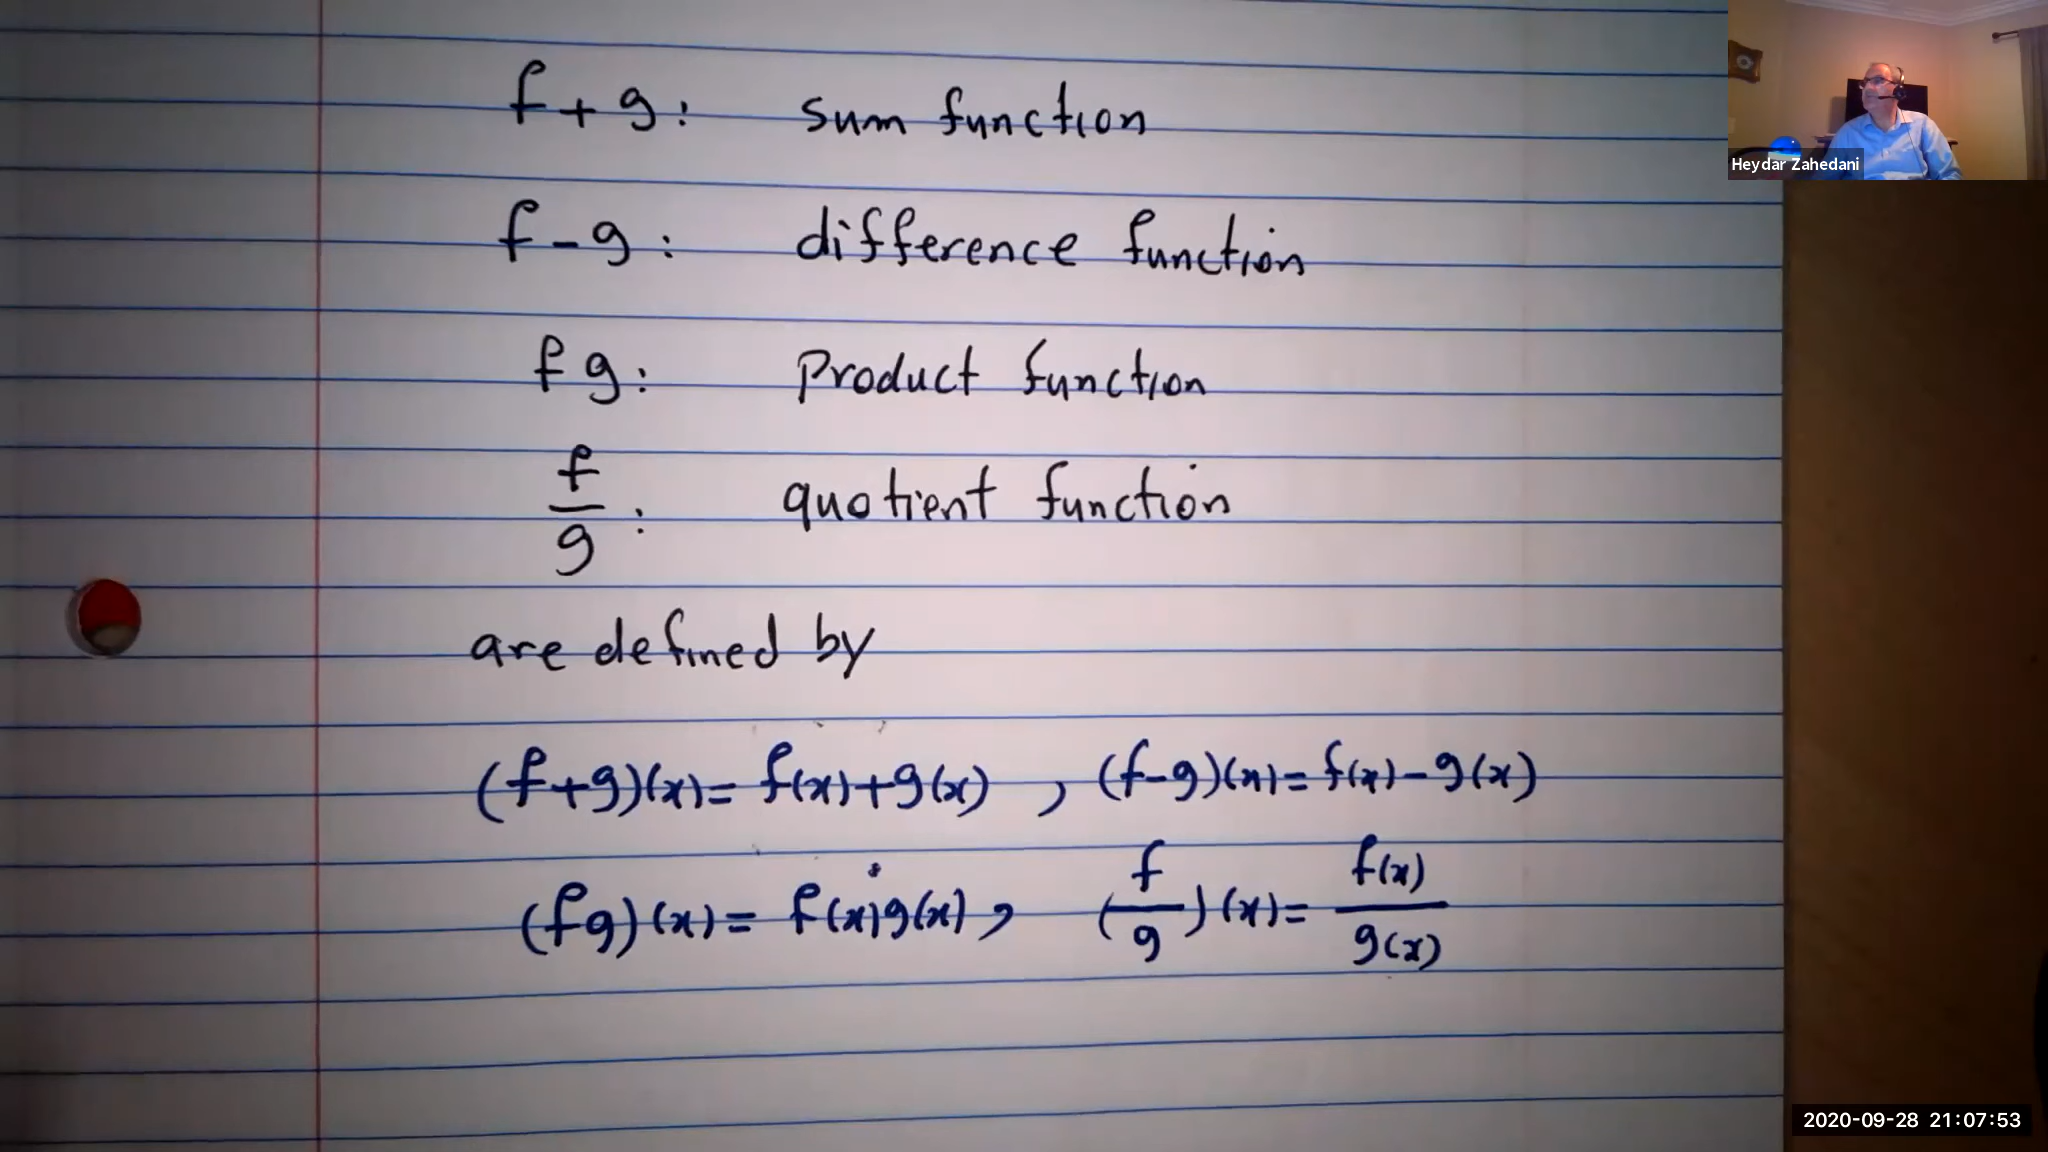 f + g : sum function
Heydar Zahedani
f - g : difference function
f g : Product function
f/g : quotient function
are defined by
(f+g)(x) = f(x)+g(x) , (f-g)(x) = f(x)-g(x)
(fg)(x) = f(x)·g(x) , (f/g)(x) = f(x)/g(x)
2020-09-28 21:07:53